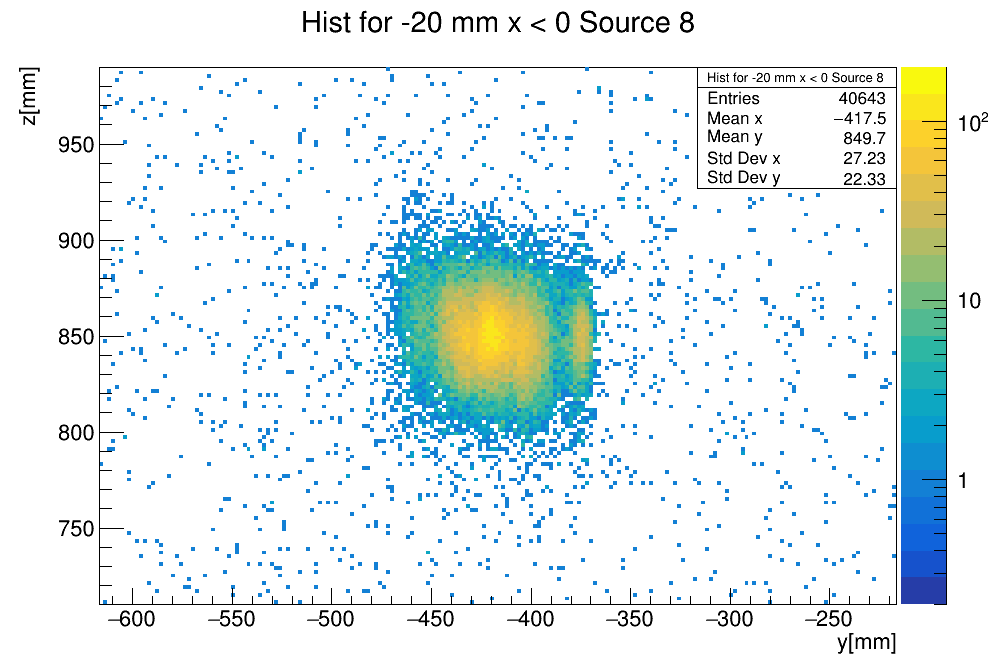 Hist for -20 mm x < 0 Source 8
z[mm]
Hist for -20 mm x < 0 Source 8
Entries 40643
Mean x −417.5
Mean y 849.7
Std Dev x 27.23
Std Dev y 22.33
10²
10
1
950
900
850
800
750
−600 −550 −500 −450 −400 −350 −300 −250
y[mm]